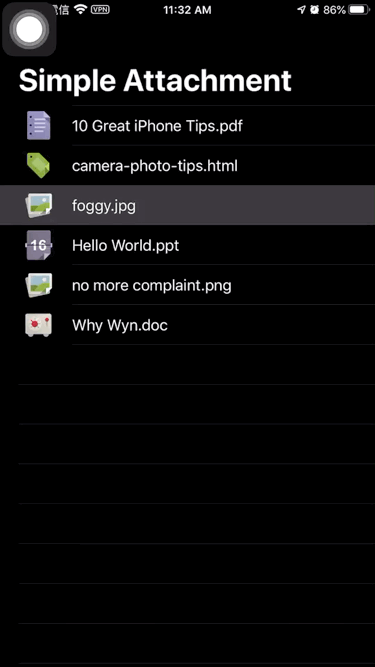 電信 VPN 11:32 AM 86%
Simple Attachment
10 Great iPhone Tips.pdf
camera-photo-tips.html
foggy.jpg
16
Hello World.ppt
no more complaint.png
Why Wyn.doc